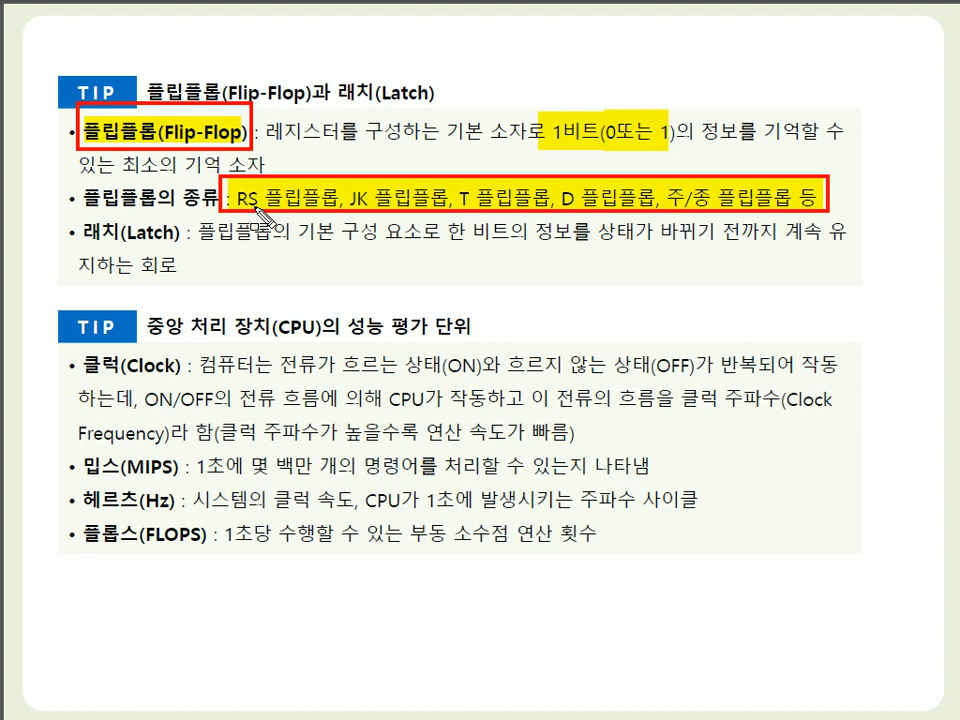 TIP 플립플롭(Flip-Flop)과 래치(Latch)
• 플립플롭(Flip-Flop) : 레지스터를 구성하는 기본 소자로 1비트(0또는 1)의 정보를 기억할 수
있는 최소의 기억 소자
• 플립플롭의 종류 : RS 플립플롭, JK 플립플롭, T 플립플롭, D 플립플롭, 주/종 플립플롭 등
• 래치(Latch) : 플립플롭의 기본 구성 요소로 한 비트의 정보를 상태가 바뀌기 전까지 계속 유
지하는 회로
TIP 중앙 처리 장치(CPU)의 성능 평가 단위
• 클럭(Clock) : 컴퓨터는 전류가 흐르는 상태(ON)와 흐르지 않는 상태(OFF)가 반복되어 작동
하는데, ON/OFF의 전류 흐름에 의해 CPU가 작동하고 이 전류의 흐름을 클럭 주파수(Clock
Frequency)라 함(클럭 주파수가 높을수록 연산 속도가 빠름)
• 밉스(MIPS) : 1초에 몇 백만 개의 명령어를 처리할 수 있는지 나타냄
• 헤르츠(Hz) : 시스템의 클럭 속도, CPU가 1초에 발생시키는 주파수 사이클
• 플롭스(FLOPS) : 1초당 수행할 수 있는 부동 소수점 연산 횟수